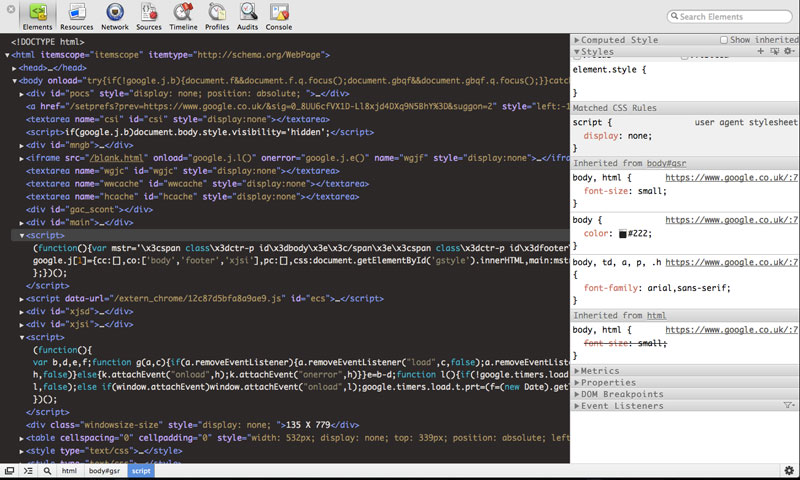 Elements Resources Network Sources Timeline Profiles Audits Console Search Elements
<!DOCTYPE html>
<html itemscope="itemscope" itemtype="http://schema.org/WebPage">
<head>…</head>
<body onload="try{if(!google.j.b){document.f&&document.f.q.focus();document.gbqf&&document.gbqf.q.focus();}}catc
<div id="pocs" style="display: none; position: absolute; ">…</div>
<a href="/setprefs?prev=https://www.google.co.uk/&sig=0_8UU6cfVX1D-Ll8xjd4DXq9N5BhY%3D&suggon=2" style="left:-1
<textarea name="csi" id="csi" style="display:none"></textarea>
<script>if(google.j.b)document.body.style.visibility='hidden';</script>
<div id="mngb">…</div>
<iframe src="/blank.html" onload="google.j.l()" onerror="google.j.e()" name="wgjf" style="display:none">…</ifra
<textarea name="wgjc" id="wgjc" style="display:none"></textarea>
<textarea name="wwcache" id="wwcache" style="display:none"></textarea>
<textarea name="hcache" id="hcache" style="display:none"></textarea>
<div id="gac_scont"></div>
<div id="main">…</div>
<script>
(function(){var mstr='\x3cspan class\x3dctr-p id\x3dbody\x3e\x3c/span\x3e\x3cspan class\x3dctr-p id\x3dfooter\
google.j[1]={cc:[],co:['body','footer','xjsi'],pc:[],css:document.getElementById('gstyle').innerHTML,main:mst
};})();
</script>
<script data-url="/extern_chrome/12c87d5bfa8a9ae9.js" id="ecs">…</script>
<div id="xjsd">…</div>
<div id="xjsi">…</div>
<script>
(function(){
var b,d,e,f;function g(a,c){if(a.removeEventListener){a.removeEventListener("load",c,false);a.removeEventListen
h,false)}else{k.attachEvent("onload",h);k.attachEvent("onerror",h)}}e=b-d;function l(){if(!google.timers.load.
l,false);else if(window.attachEvent)window.attachEvent("onload",l);google.timers.load.t.prt=(f=(new Date).getT
})();
</script>
<div class="windowsize-size" style="display: none; ">135 X 779</div>
<table cellspacing="0" cellpadding="0" style="width: 532px; display: none; top: 339px; position: absolute; left
<style type="text/css">…</style>
<style type="text/css">…</style>
html body#gsr script
Computed Style Show inherited
Styles
element.style {
}
Matched CSS Rules
script { user agent stylesheet
display: none;
}
Inherited from body#gsr
body, html { https://www.google.co.uk/:7
font-size: small;
}
body { https://www.google.co.uk/:7
color: #222;
}
body, td, a, p, .h https://www.google.co.uk/:7
{
font-family: arial,sans-serif;
}
Inherited from html
body, html { https://www.google.co.uk/:7
font-size: small;
}
Metrics
Properties
DOM Breakpoints
Event Listeners